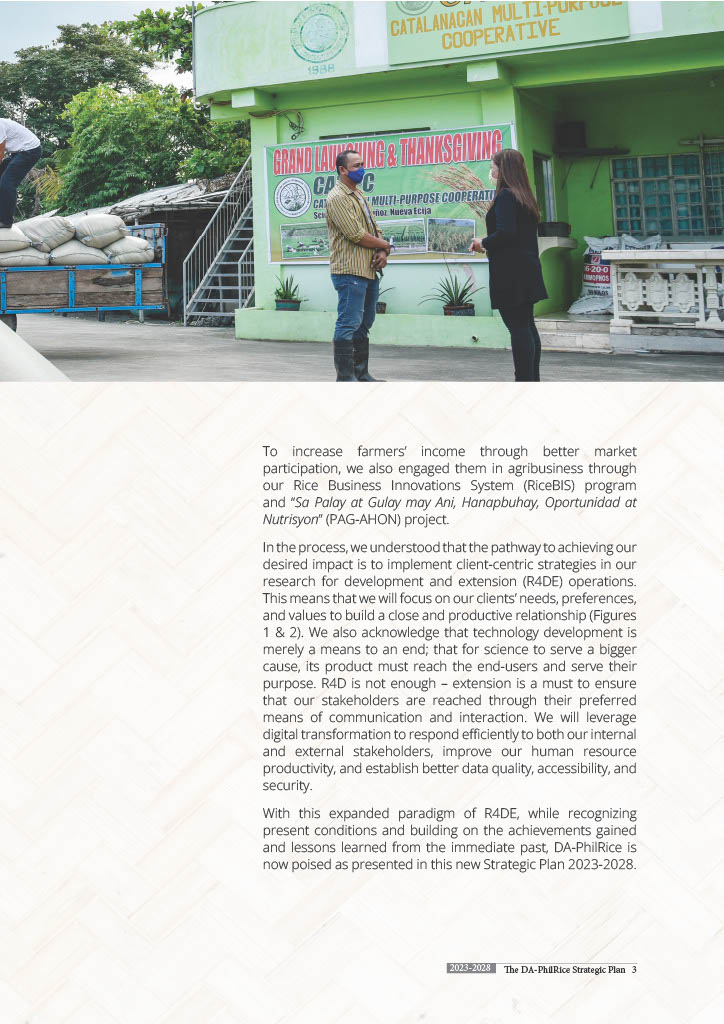 CATALANACAN MULTI-PURPOSE
COOPERATIVE
1988
GRAND LAUNCHING & THANKSGIVING
MULTI-PURPOSE COOPERATIVE
Nueva Ecija
16-20-0
To increase farmers’ income through better market
participation, we also engaged them in agribusiness through
our Rice Business Innovations System (RiceBIS) program
and “Sa Palay at Gulay may Ani, Hanapbuhay, Oportunidad at
Nutrisyon” (PAG-AHON) project.
In the process, we understood that the pathway to achieving our
desired impact is to implement client-centric strategies in our
research for development and extension (R4DE) operations.
This means that we will focus on our clients’ needs, preferences,
and values to build a close and productive relationship (Figures
1 & 2). We also acknowledge that technology development is
merely a means to an end; that for science to serve a bigger
cause, its product must reach the end-users and serve their
purpose. R4D is not enough – extension is a must to ensure
that our stakeholders are reached through their preferred
means of communication and interaction. We will leverage
digital transformation to respond efficiently to both our internal
and external stakeholders, improve our human resource
productivity, and establish better data quality, accessibility, and
security.
With this expanded paradigm of R4DE, while recognizing
present conditions and building on the achievements gained
and lessons learned from the immediate past, DA-PhilRice is
now poised as presented in this new Strategic Plan 2023-2028.
2023-2028 The DA-PhilRice Strategic Plan 3